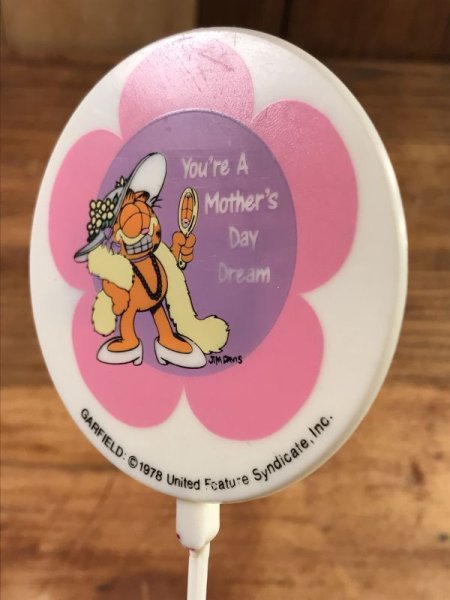 You're A
Mother's
Day
Dream
JIM DAVIS
GARFIELD: © 1978 United Feature Syndicate, Inc.